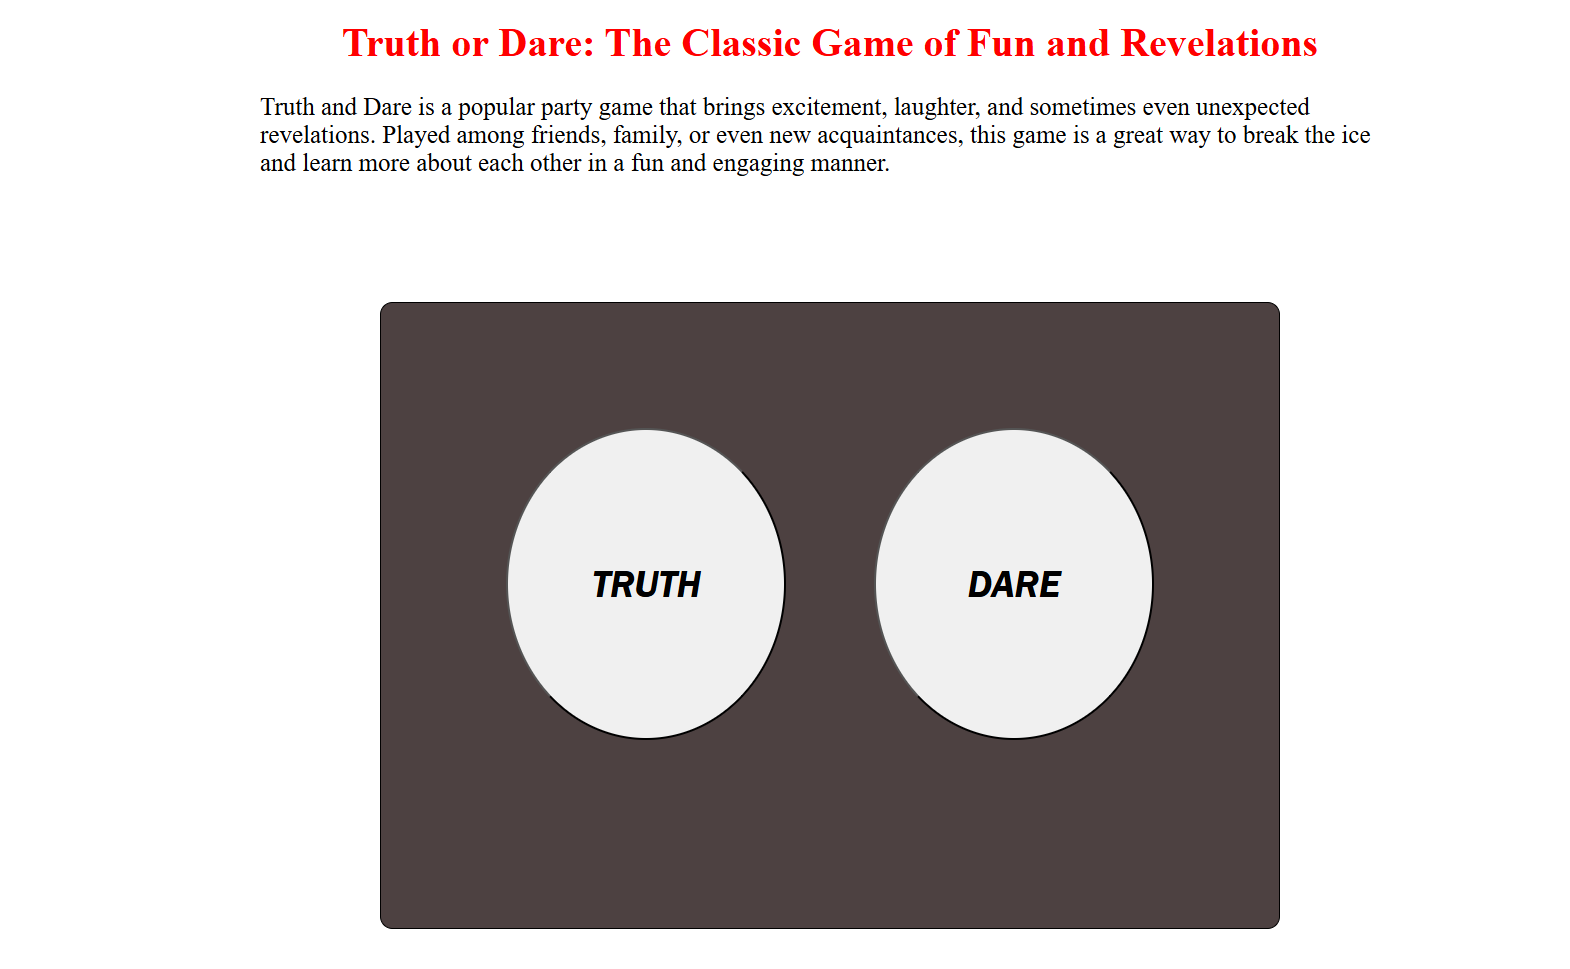 Truth or Dare: The Classic Game of Fun and Revelations
Truth and Dare is a popular party game that brings excitement, laughter, and sometimes even unexpected
revelations. Played among friends, family, or even new acquaintances, this game is a great way to break the ice
and learn more about each other in a fun and engaging manner.
TRUTH
DARE